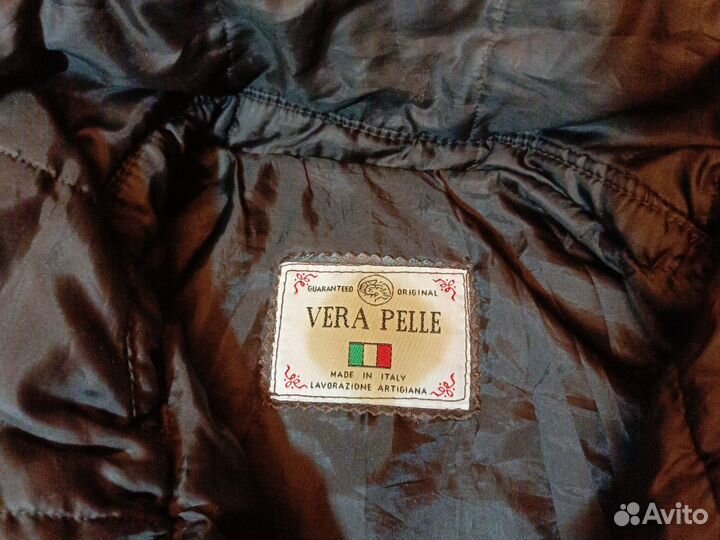 GUARANTEED ORIGINAL
VERA PELLE
MADE IN ITALY
LAVORAZIONE ARTIGIANA
Avito